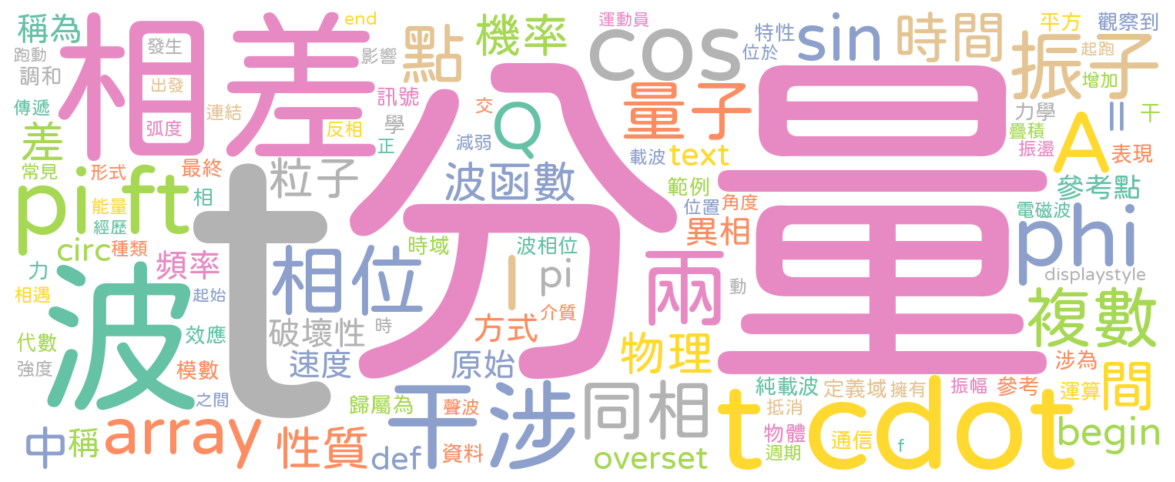 稱為
相差
發生
end
影響
點
機率
運動員
cos
特性
sin
時間
平方
觀察到
跑動
調和
出發
位於
振子
起跑
增加
傳遞
弧度
連結
反相
訊號
交
學
正
Q
量子
力學
II
干
差
常見
形式
最終
粒子
減弱
載波
text
疊積
振盪
A
表現
pi
ft
t
分量
能量
相
經歷
波函數
範例
位置
角度
參考點
電磁波
circ
種類
異相
phi
力
頻率
相位
時域
波相位
I
pi
兩
動
displaystyle
相遇
起始
波
破壞性
時
方式
介質
複數
代數
效應
速度
原始
物理
強度
模數
涉為
之間
歸屬為
干涉
同相
純載波
定義域
擁有
振幅
參考
運算
間
中
稱
array
性質
聲波
def
資料
overset
t
cdot
抵消
物體
通信
週期
f
begin